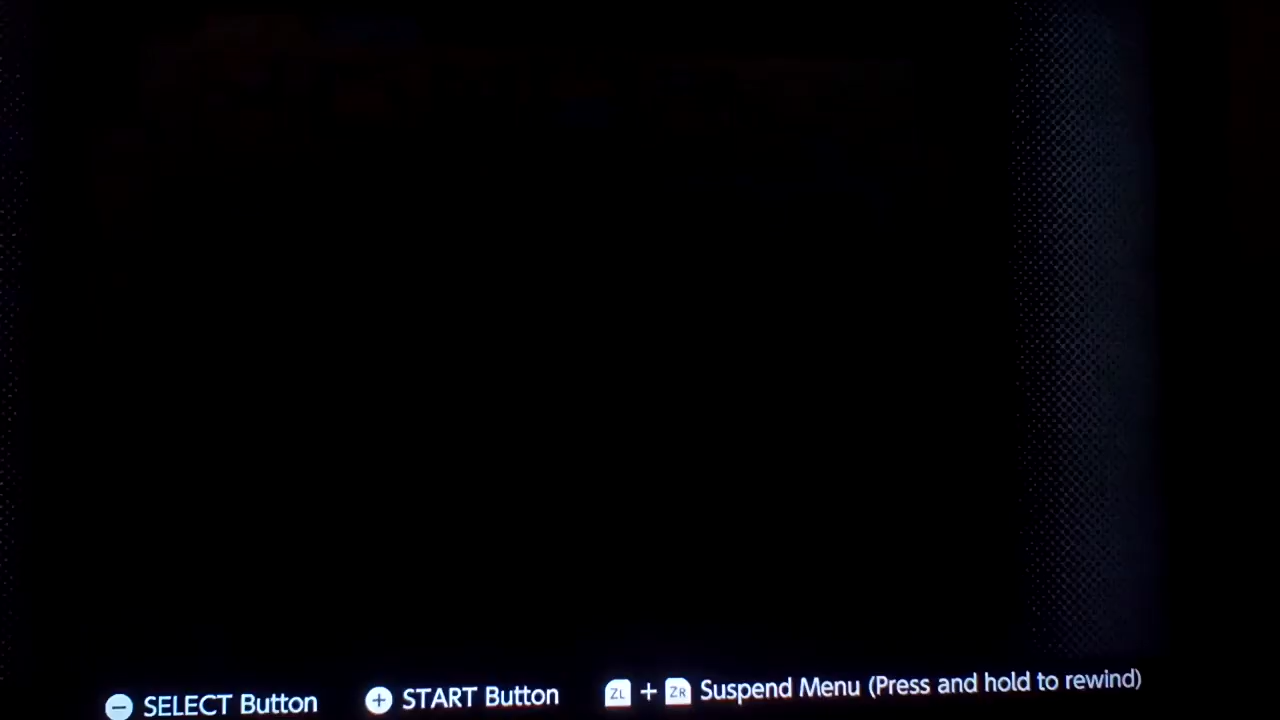 − SELECT Button + START Button ZL + ZR Suspend Menu (Press and hold to rewind)